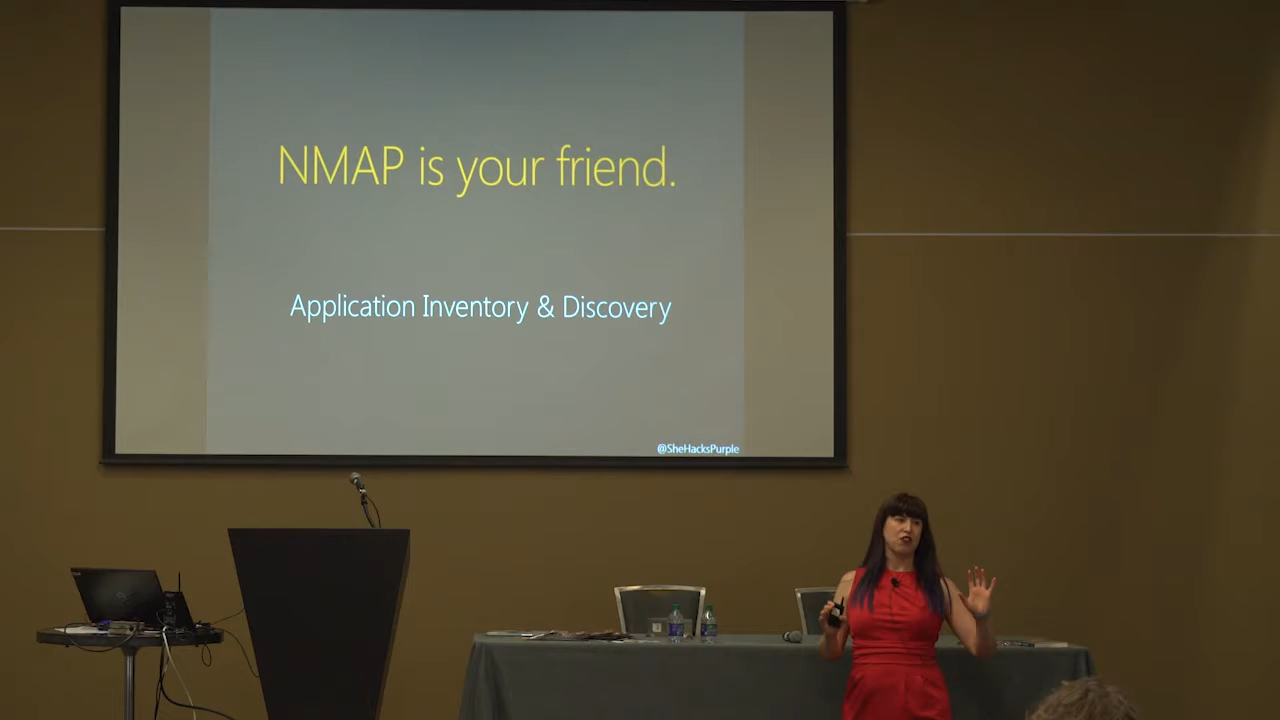 NMAP is your friend.
Application Inventory & Discovery
@SheHacksPurple